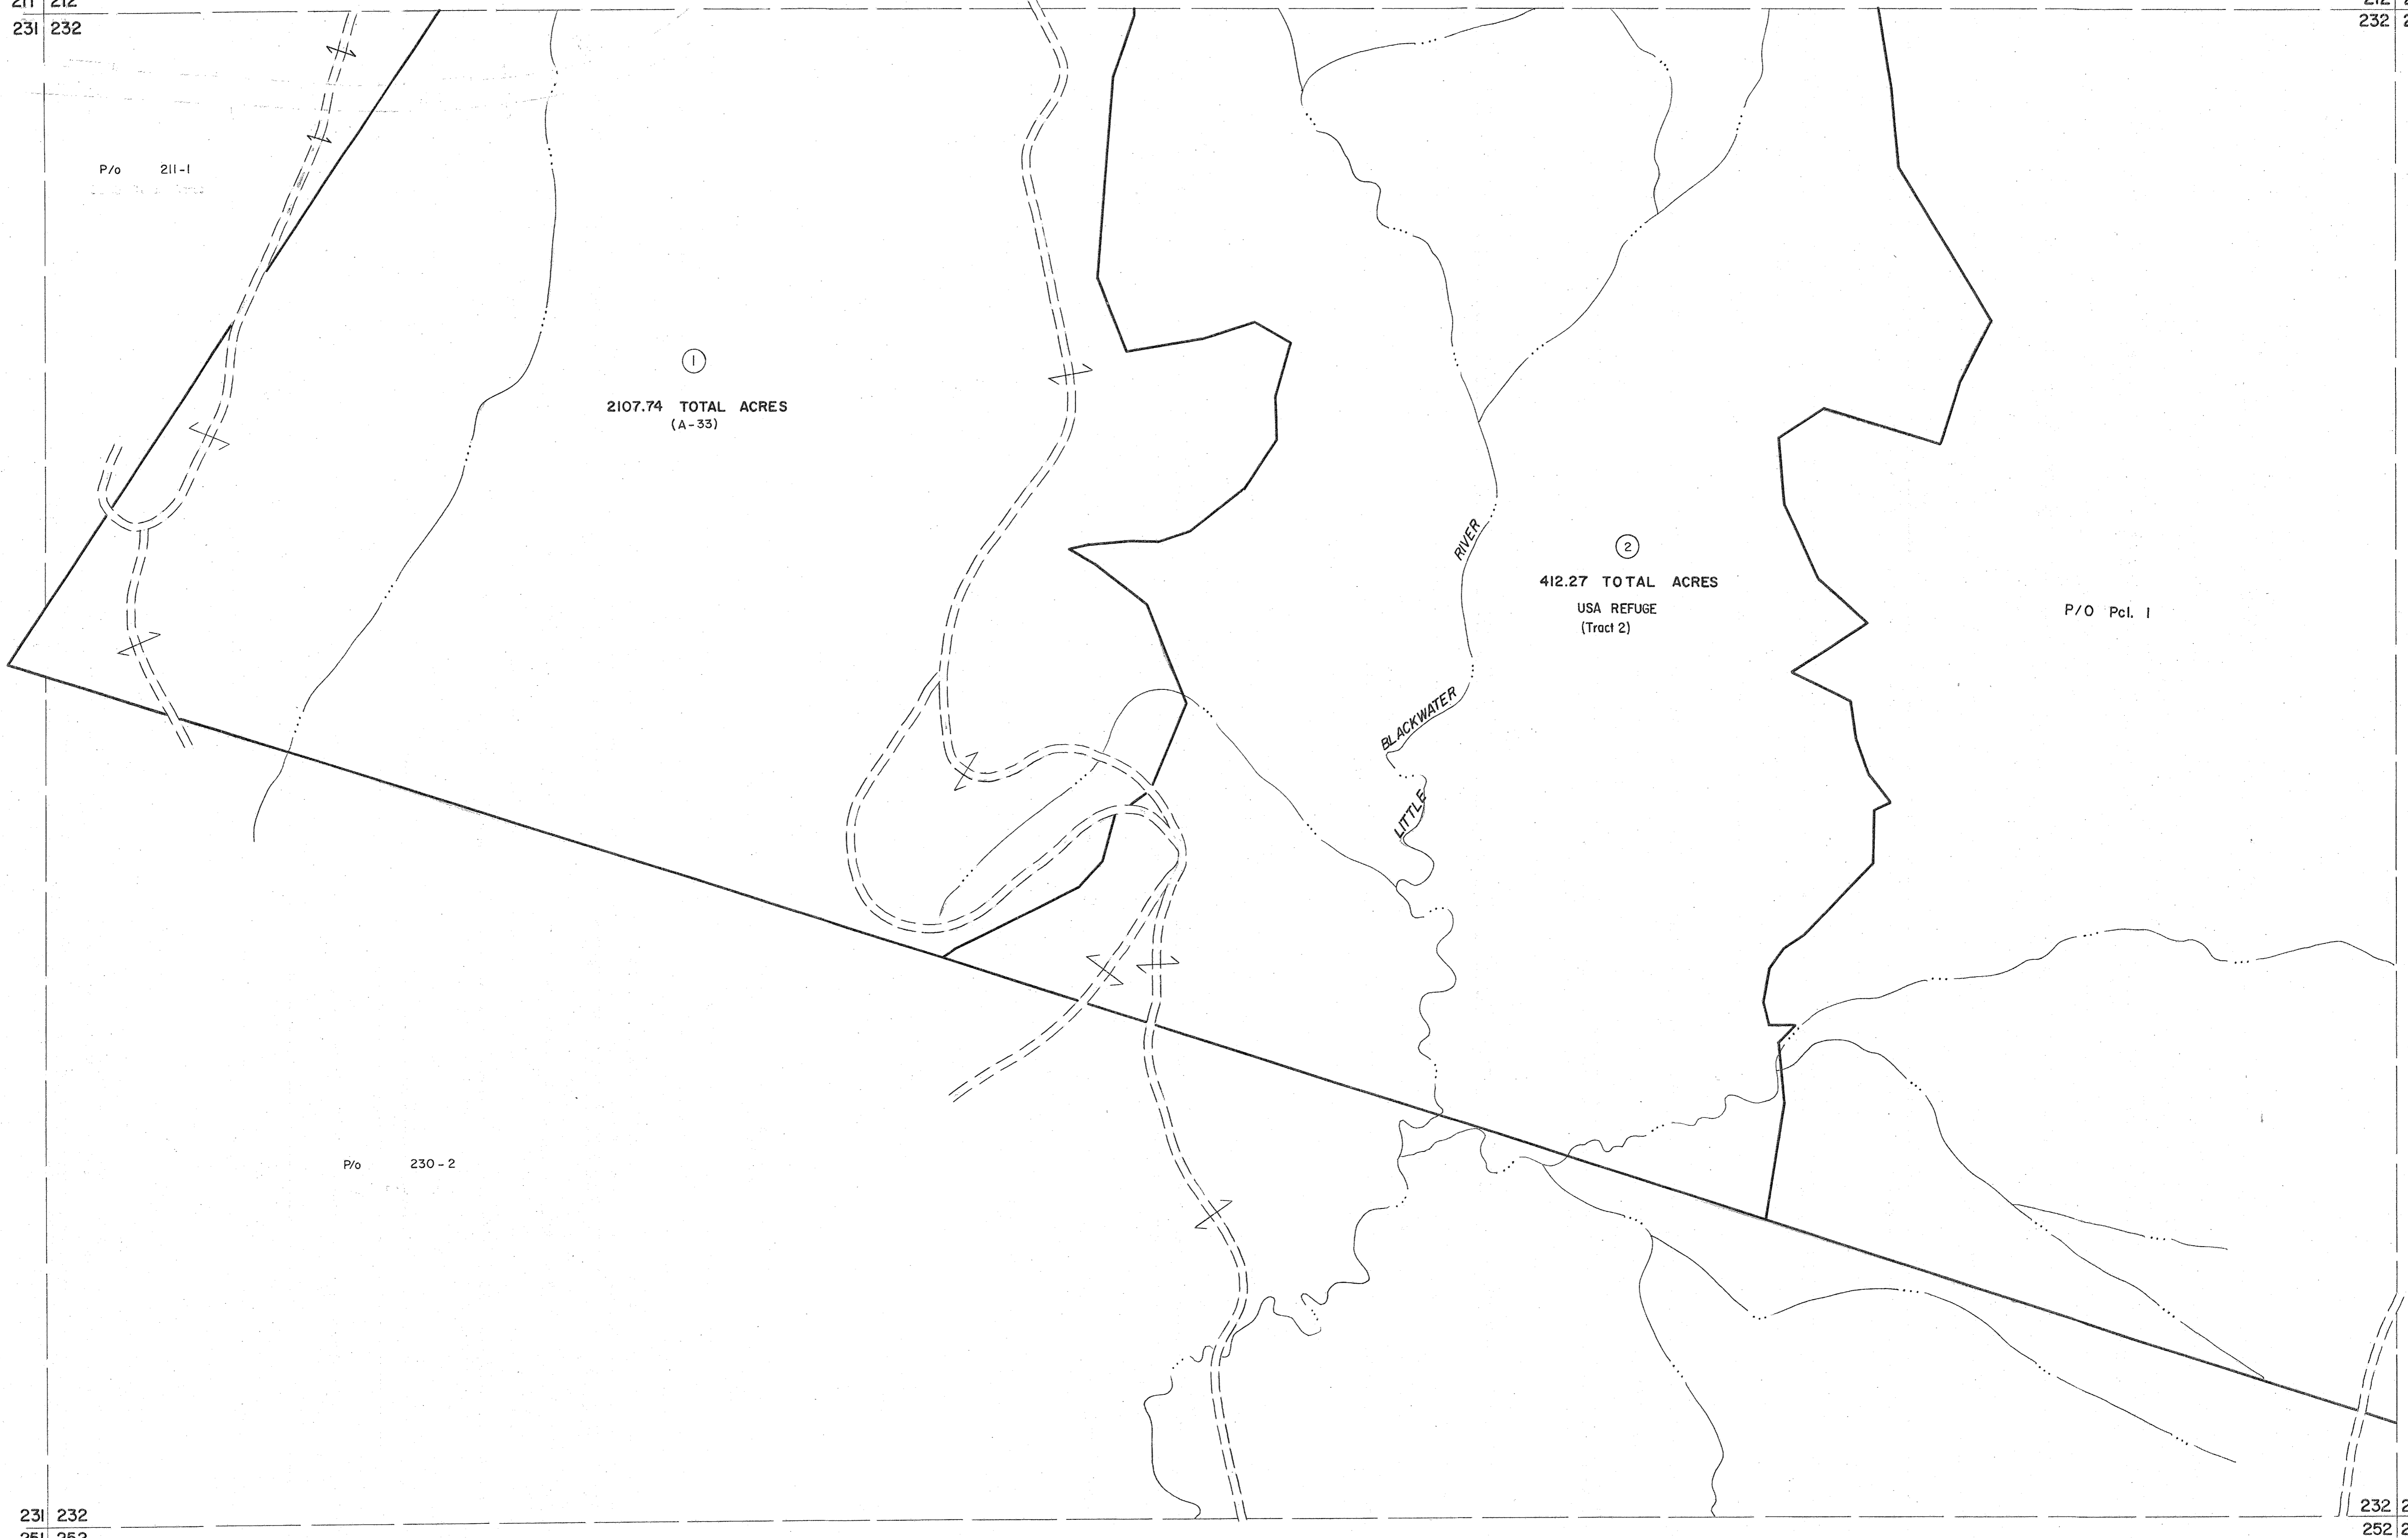 211 212
212
231 232
232
P/o 211-1
1
2107.74 TOTAL ACRES
(A-33)
RIVER
2
412.27 TOTAL ACRES
USA REFUGE
(Tract 2)
P/O Pcl. 1
BLACKWATER
LITTLE
P/o 230-2
231 232
232
251 252
252